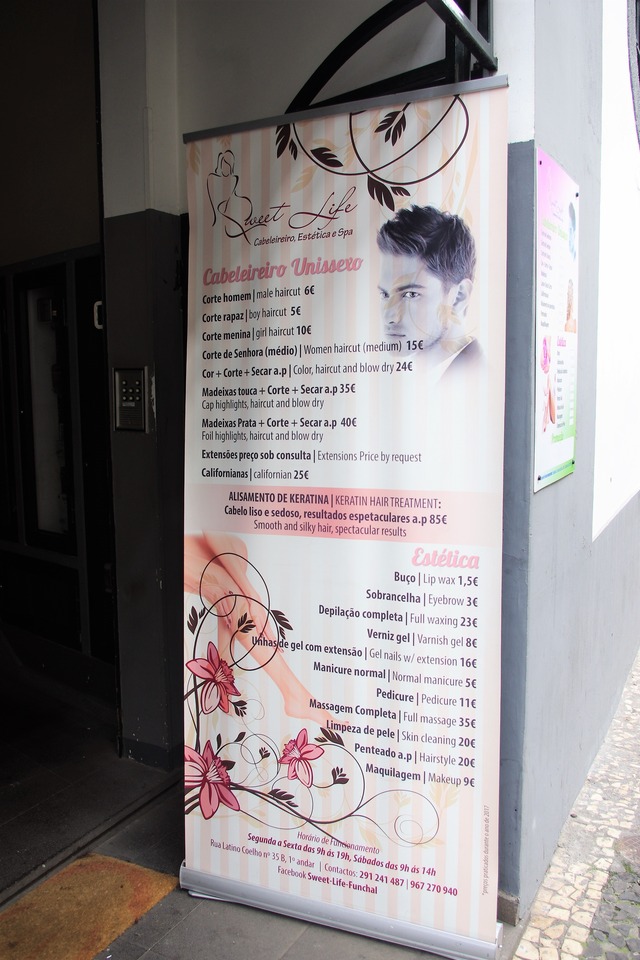 Sweet Life
Cabeleireiro, Estética e Spa
Cabeleireiro Unissexo
Corte homem | male haircut 6€
Corte rapaz | boy haircut 5€
Corte menina | girl haircut 10€
Corte de Senhora (médio) | Women haircut (medium) 15€
Cor + Corte + Secar a.p | Color, haircut and blow dry 24€
Madeixas touca + Corte + Secar a.p 35€
Cap highlights, haircut and blow dry
Madeixas Prata + Corte + Secar a.p 40€
Foil highlights, haircut and blow dry
Extensões preço sob consulta | Extensions Price by request
Californianas | californian 25€
ALISAMENTO DE KERATINA | KERATIN HAIR TREATMENT:
Cabelo liso e sedoso, resultados espetaculares a.p 85€
Smooth and silky hair, spectacular results
Estética
Buço | Lip wax 1,5€
Sobrancelha | Eyebrow 3€
Depilação completa | Full waxing 23€
Verniz gel | Varnish gel 8€
Unhas de gel com extensão | Gel nails w/ extension 16€
Manicure normal | Normal manicure 5€
Pedicure | Pedicure 11€
Massagem Completa | Full massage 35€
Limpeza de pele | Skin cleaning 20€
Penteado a.p | Hairstyle 20€
Maquilagem | Makeup 9€
Horário de Funcionamento
Segunda a Sexta das 9h ás 19h, Sábados das 9h ás 14h
Rua Latino Coelho nº 35 B, 1º andar | Contactos: 291 241 487 | 967 270 940
Facebook Sweet-Life-Funchal
*preços praticados durante o ano de 2017